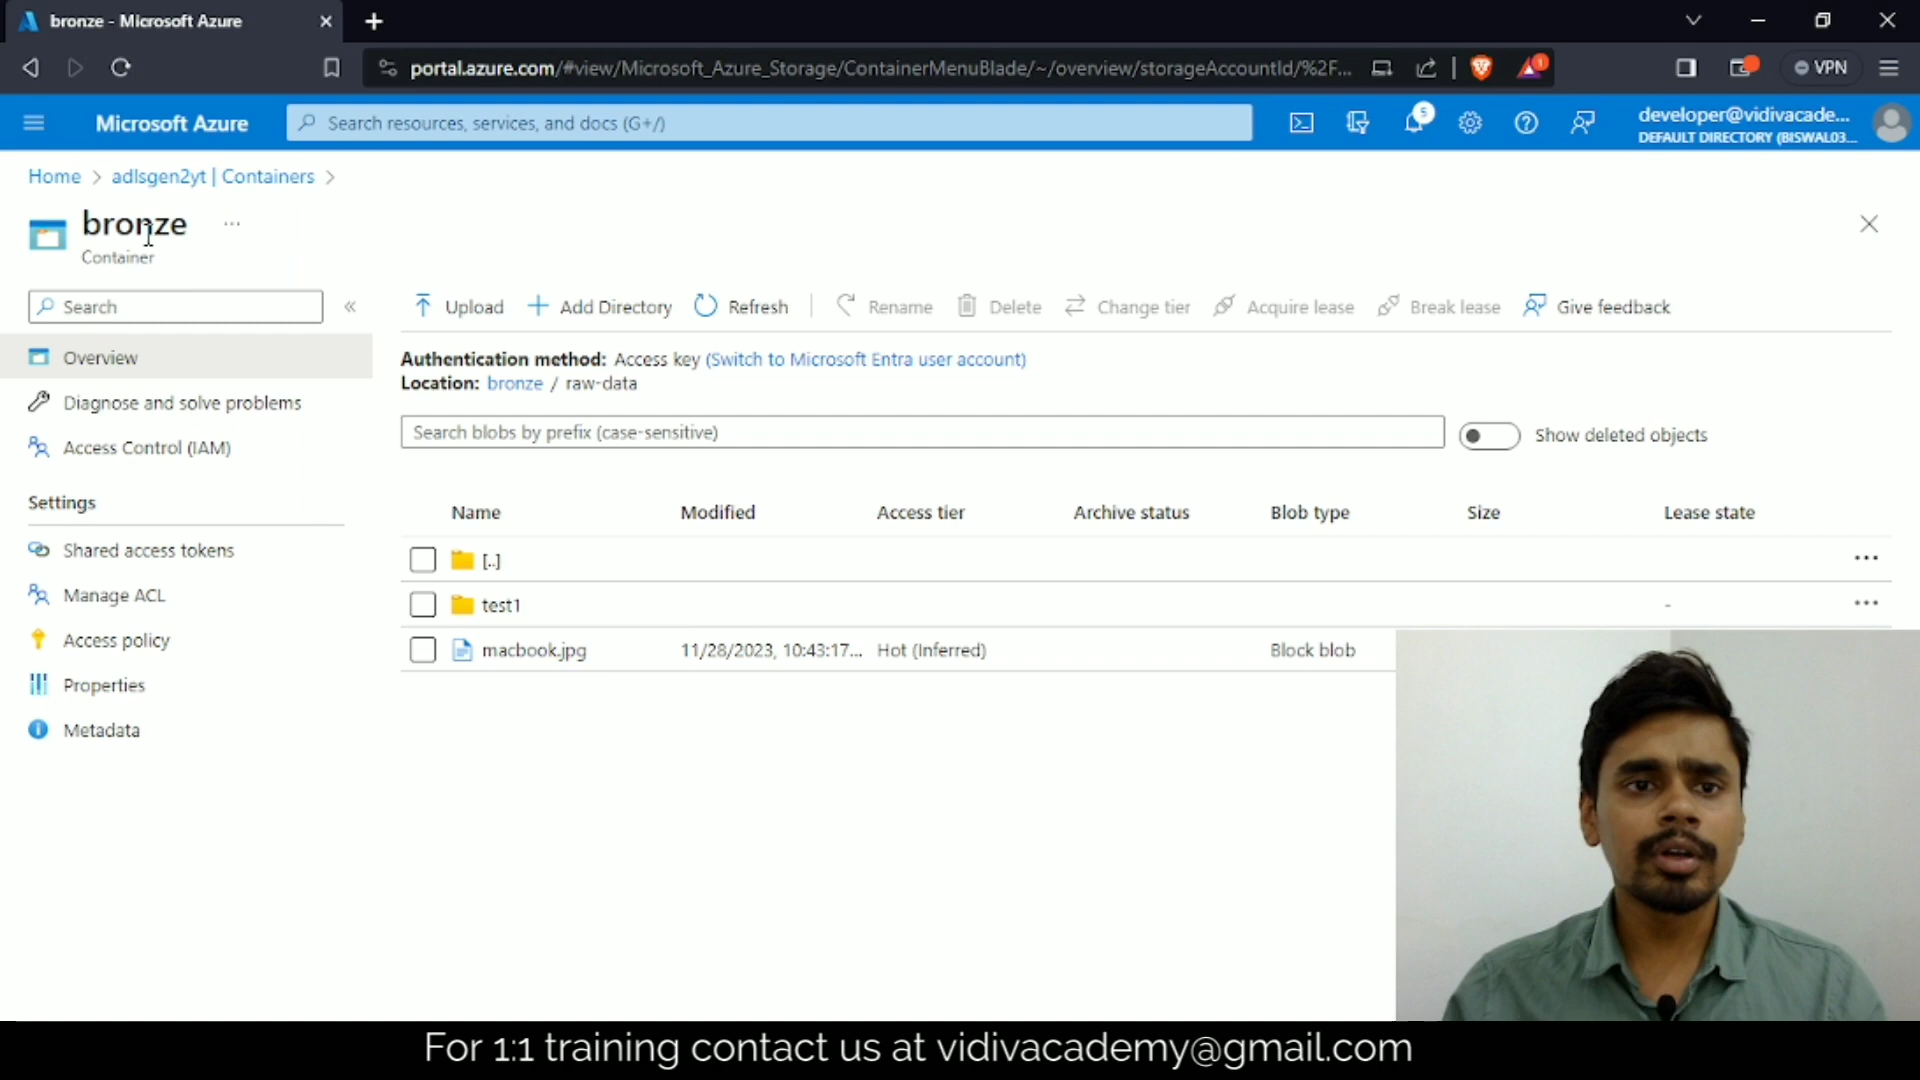 bronze - Microsoft Azure
portal.azure.com/#view/Microsoft_Azure_Storage/ContainerMenuBlade/~/overview/storageAccountId/%2F...
1
VPN
Microsoft Azure
Search resources, services, and docs (G+/)
5
developer@vidivacade...
DEFAULT DIRECTORY (BISWAL03...
Home > adlsgen2yt | Containers >
bronze ...
Container
Search
«
Upload
Add Directory
Refresh
Rename
Delete
Change tier
Acquire lease
Break lease
Give feedback
Overview
Diagnose and solve problems
Access Control (IAM)
Settings
Shared access tokens
Manage ACL
Access policy
Properties
Metadata
Authentication method: Access key (Switch to Microsoft Entra user account)
Location: bronze / raw-data
Search blobs by prefix (case-sensitive)
Show deleted objects
Name Modified Access tier Archive status Blob type Size Lease state
[..] ...
test1 - ...
macbook.jpg 11/28/2023, 10:43:17... Hot (Inferred) Block blob
For 1:1 training contact us at vidivacademy@gmail.com